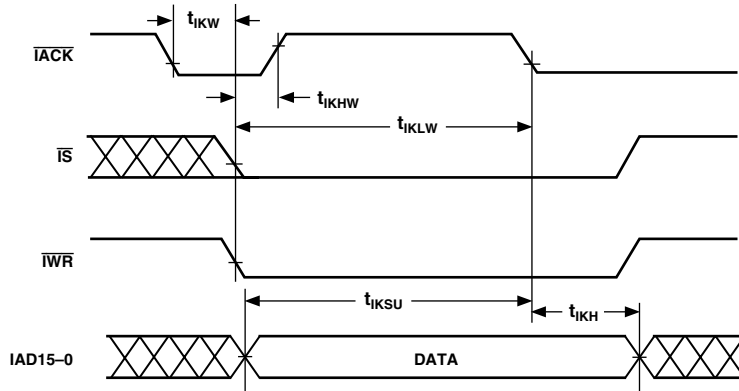 tIKW
IACK
tIKHW
tIKLW
IS
IWR
tIKSU
tIKH
IAD15–0
DATA